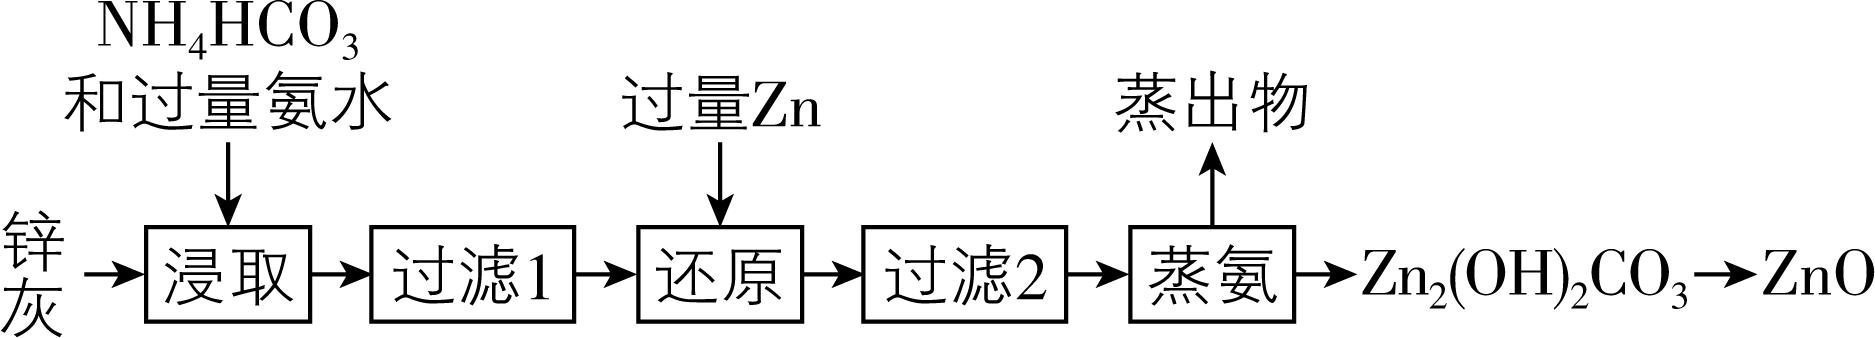 NH₄HCO₃
和过量氨水
过量Zn
蒸出物
锌灰
浸取
过滤1
还原
过滤2
蒸氨
Zn₂(OH)₂CO₃
ZnO